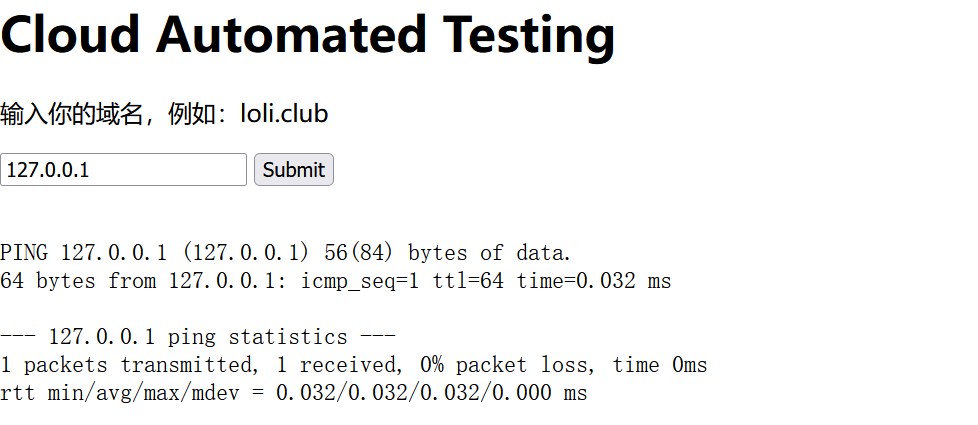 Cloud Automated Testing
输入你的域名，例如：loli.club
127.0.0.1 Submit
PING 127.0.0.1 (127.0.0.1) 56(84) bytes of data.
64 bytes from 127.0.0.1: icmp_seq=1 ttl=64 time=0.032 ms
--- 127.0.0.1 ping statistics ---
1 packets transmitted, 1 received, 0% packet loss, time 0ms
rtt min/avg/max/mdev = 0.032/0.032/0.032/0.000 ms